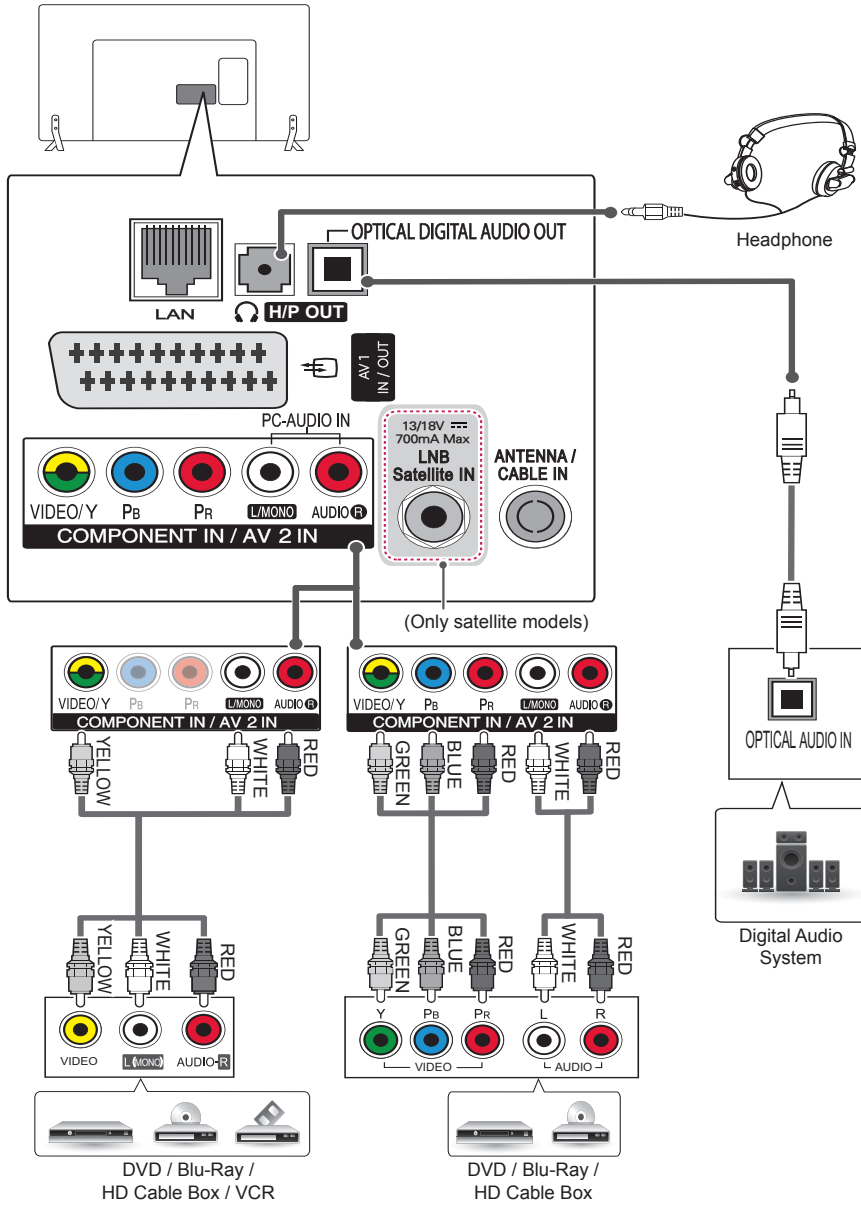 Headphone
OPTICAL DIGITAL AUDIO OUT
LAN
H/P OUT
AV 1
IN / OUT
PC-AUDIO IN
13/18V
700mA Max
LNB
Satellite IN
ANTENNA /
CABLE IN
VIDEO/Y PB PR L/MONO AUDIO R
COMPONENT IN / AV 2 IN
(Only satellite models)
VIDEO/Y PB PR L/MONO AUDIO R
COMPONENT IN / AV 2 IN
YELLOW WHITE RED
YELLOW WHITE RED
VIDEO L(MONO) AUDIO-R
DVD / Blu-Ray /
HD Cable Box / VCR
VIDEO/Y PB PR L/MONO AUDIO R
COMPONENT IN / AV 2 IN
GREEN BLUE RED WHITE RED
GREEN BLUE RED WHITE RED
Y PB PR L R
VIDEO AUDIO
DVD / Blu-Ray /
HD Cable Box
OPTICAL AUDIO IN
Digital Audio
System